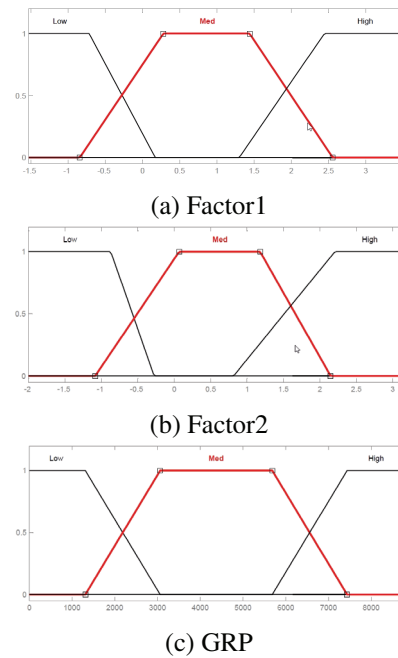 Low Med High
1
0.5
0
-1.5 -1 -0.5 0 0.5 1 1.5 2 2.5 3
(a) Factor1
Low Med High
1
0.5
0
-2 -1.5 -1 -0.5 0 0.5 1 1.5 2 2.5 3
(b) Factor2
Low Med High
1
0.5
0
0 1000 2000 3000 4000 5000 6000 7000 8000
(c) GRP